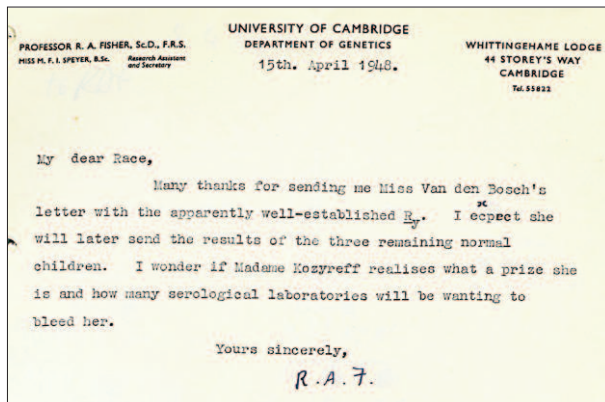 UNIVERSITY OF CAMBRIDGE
DEPARTMENT OF GENETICS
PROFESSOR R. A. FISHER, Sc.D., F.R.S.
MISS M. F. I. SPEYER, B.Sc. Research Assistant and Secretary
WHITTINGEHAME LODGE
44 STOREY'S WAY
CAMBRIDGE
Tel. 55822
15th. April 1948.
My dear Race,
Many thanks for sending me Miss Van den Bosch's
letter with the apparently well-established Ry. I expect she
will later send the results of the three remaining normal
children. I wonder if Madame Kozyreff realises what a prize she
is and how many serological laboratories will be wanting to
bleed her.
Yours sincerely,
R.A.F.